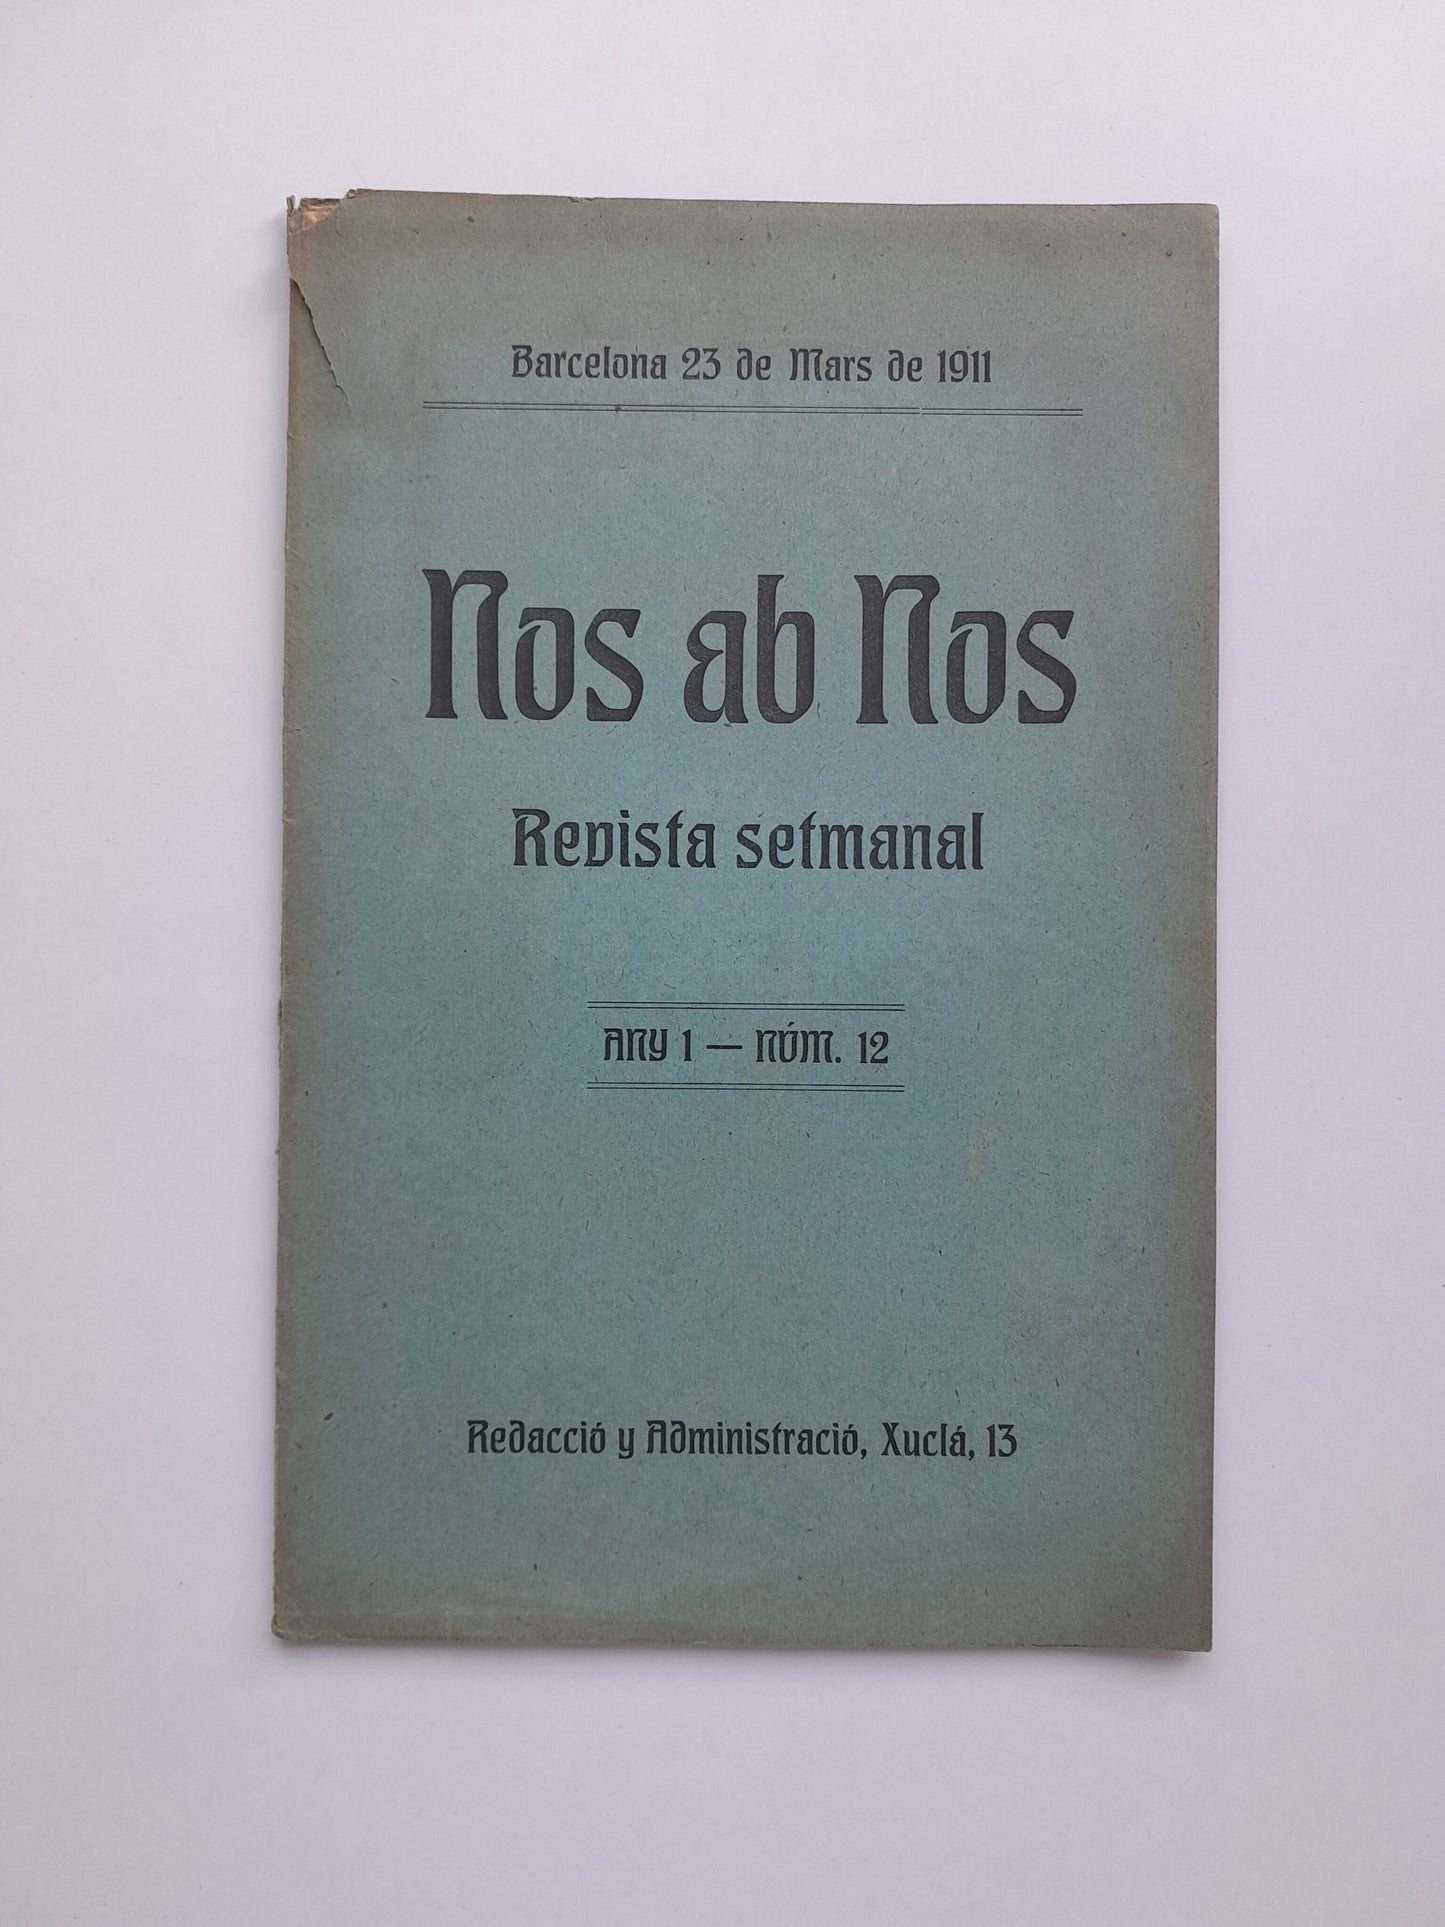 Barcelona 23 de Mars de 1911
Nos ab Nos
Revista setmanal
ANY 1 — NÚM. 12
Redacció y Administració, Xuclá, 13